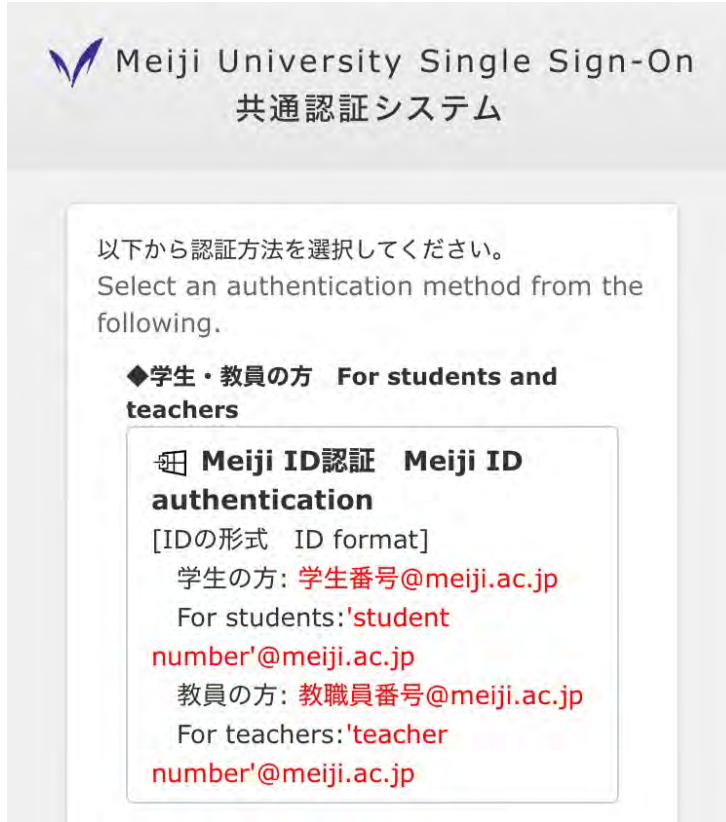 Meiji University Single Sign-On
共通認証システム
以下から認証方法を選択してください。
Select an authentication method from the
following.
◆学生・教員の方　For students and
teachers
Meiji ID認証　Meiji ID
authentication
[IDの形式　ID format]
学生の方: 学生番号@meiji.ac.jp
For students:'student
number'@meiji.ac.jp
教員の方: 教職員番号@meiji.ac.jp
For teachers:'teacher
number'@meiji.ac.jp